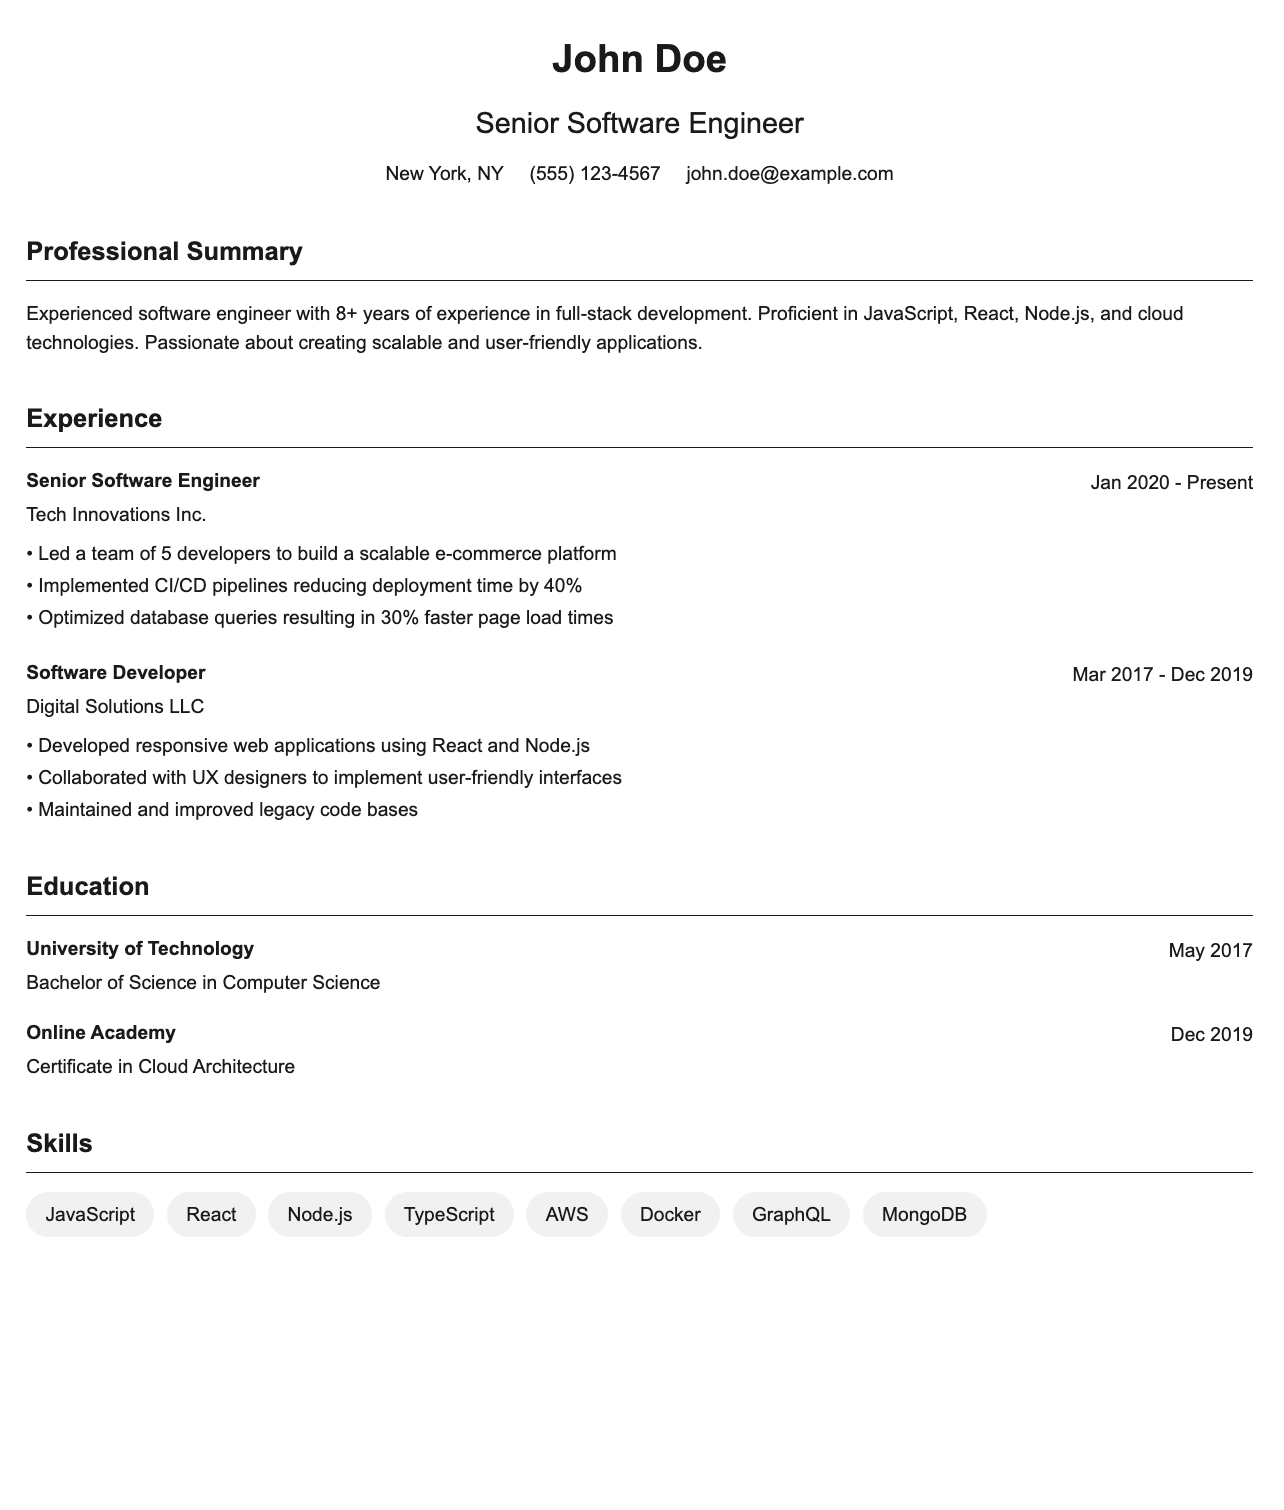 John Doe
Senior Software Engineer
New York, NY (555) 123-4567 john.doe@example.com
Professional Summary
Experienced software engineer with 8+ years of experience in full-stack development. Proficient in JavaScript, React, Node.js, and cloud
technologies. Passionate about creating scalable and user-friendly applications.
Experience
Senior Software Engineer Jan 2020 - Present
Tech Innovations Inc.
• Led a team of 5 developers to build a scalable e-commerce platform
• Implemented CI/CD pipelines reducing deployment time by 40%
• Optimized database queries resulting in 30% faster page load times
Software Developer Mar 2017 - Dec 2019
Digital Solutions LLC
• Developed responsive web applications using React and Node.js
• Collaborated with UX designers to implement user-friendly interfaces
• Maintained and improved legacy code bases
Education
University of Technology May 2017
Bachelor of Science in Computer Science
Online Academy Dec 2019
Certificate in Cloud Architecture
Skills
JavaScript React Node.js TypeScript AWS Docker GraphQL MongoDB